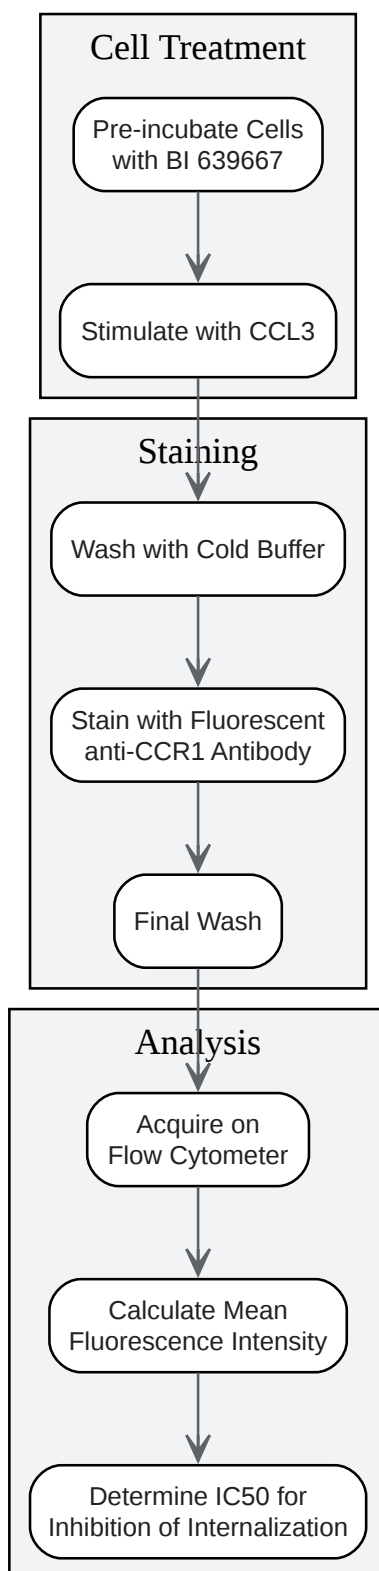 Cell Treatment
Pre-incubate Cells
with BI 639667
Stimulate with CCL3
Staining
Wash with Cold Buffer
Stain with Fluorescent
anti-CCR1 Antibody
Final Wash
Analysis
Acquire on
Flow Cytometer
Calculate Mean
Fluorescence Intensity
Determine IC50 for
Inhibition of Internalization